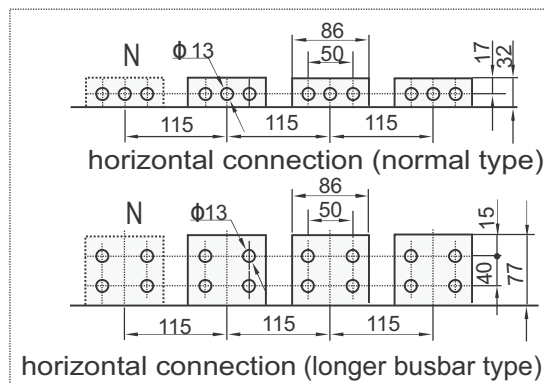 N
Φ13
86
50
17
32
115
115
115
horizontal connection (normal type)
N
Φ13
86
50
15
40
77
115
115
115
horizontal connection (longer busbar type)